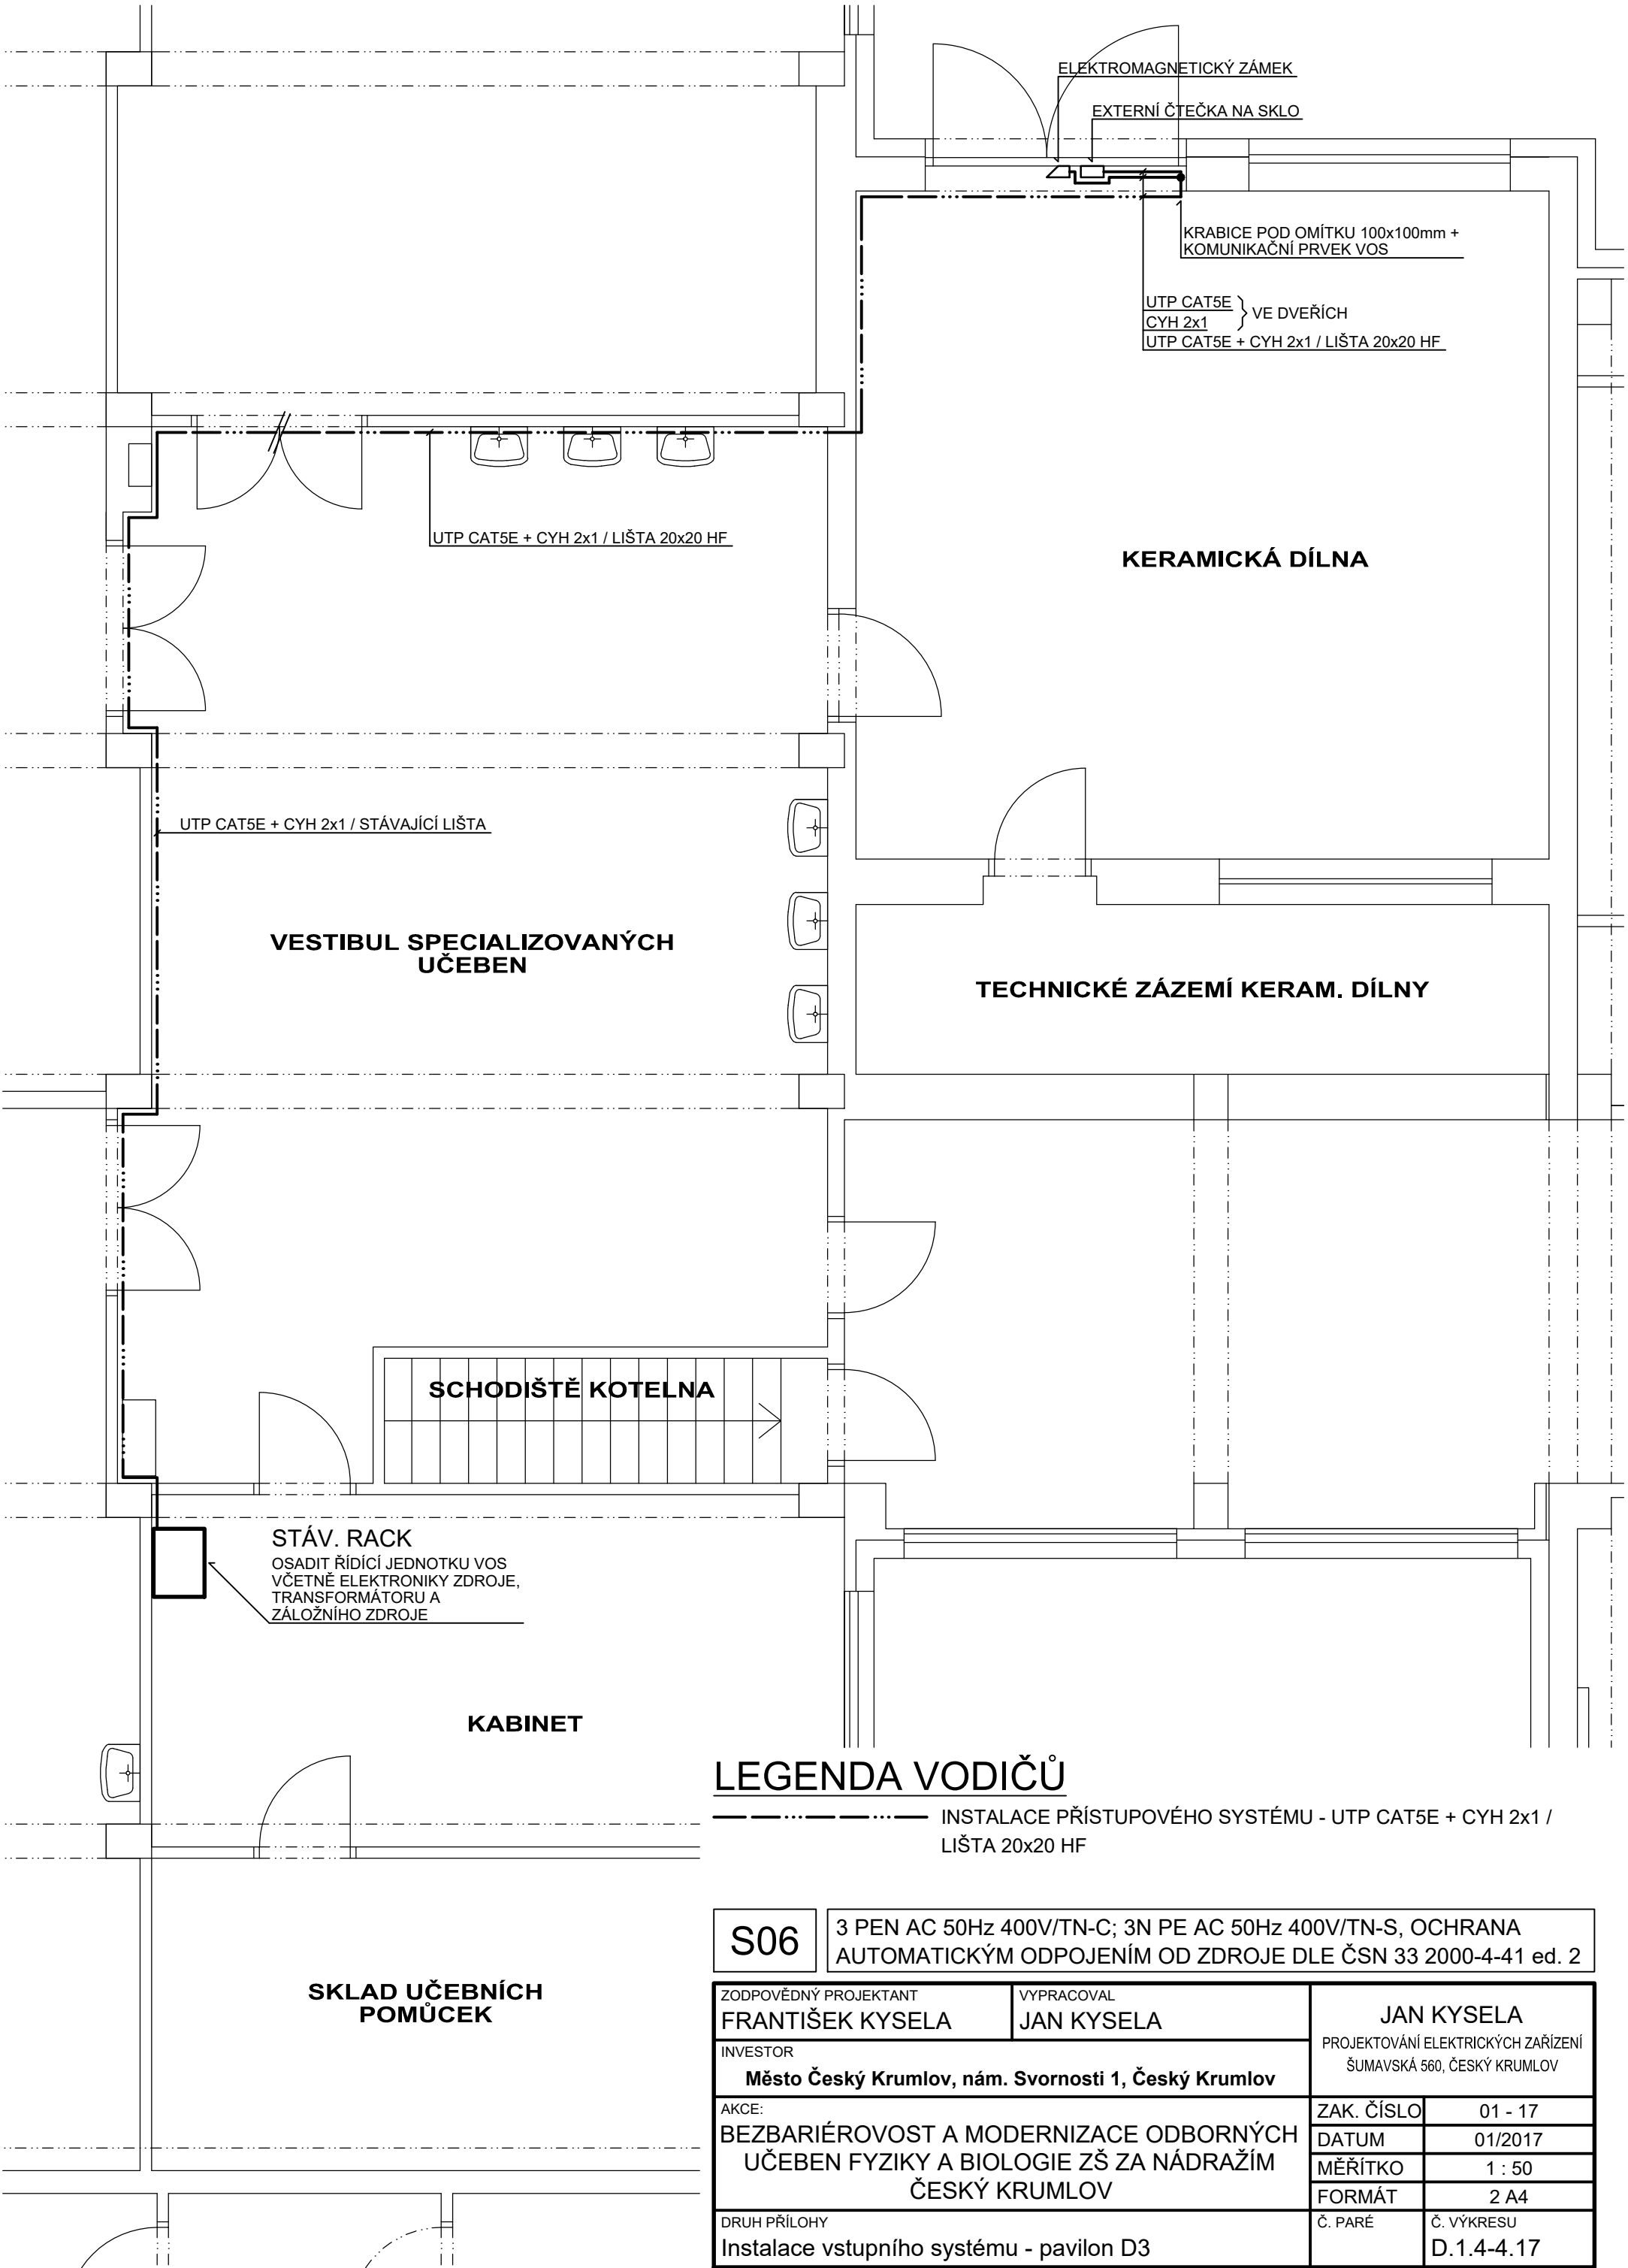 ELEKTROMAGNETICKÝ ZÁMEK
EXTERNÍ ČTEČKA NA SKLO
KRABICE POD OMÍTKU 100x100mm +
KOMUNIKAČNÍ PRVEK VOS
UTP CAT5E
CYH 2x1
VE DVEŘÍCH
UTP CAT5E + CYH 2x1 / LIŠTA 20x20 HF
UTP CAT5E + CYH 2x1 / LIŠTA 20x20 HF
KERAMICKÁ DÍLNA
UTP CAT5E + CYH 2x1 / STÁVAJÍCÍ LIŠTA
VESTIBUL SPECIALIZOVANÝCH
UČEBEN
TECHNICKÉ ZÁZEMÍ KERAM. DÍLNY
SCHODIŠTĚ KOTELNA
STÁV. RACK
OSADIT ŘÍDÍCÍ JEDNOTKU VOS
VČETNĚ ELEKTRONIKY ZDROJE,
TRANSFORMÁTORU A
ZÁLOŽNÍHO ZDROJE
KABINET
LEGENDA VODIČŮ
INSTALACE PŘÍSTUPOVÉHO SYSTÉMU - UTP CAT5E + CYH 2x1 /
LIŠTA 20x20 HF
S06
3 PEN AC 50Hz 400V/TN-C; 3N PE AC 50Hz 400V/TN-S, OCHRANA
AUTOMATICKÝM ODPOJENÍM OD ZDROJE DLE ČSN 33 2000-4-41 ed. 2
SKLAD UČEBNÍCH
POMŮCEK
ZODPOVĚDNÝ PROJEKTANT
FRANTIŠEK KYSELA
VYPRACOVAL
JAN KYSELA
JAN KYSELA
PROJEKTOVÁNÍ ELEKTRICKÝCH ZAŘÍZENÍ
ŠUMAVSKÁ 560, ČESKÝ KRUMLOV
INVESTOR
Město Český Krumlov, nám. Svornosti 1, Český Krumlov
AKCE:
BEZBARIÉROVOST A MODERNIZACE ODBORNÝCH
UČEBEN FYZIKY A BIOLOGIE ZŠ ZA NÁDRAŽÍM
ČESKÝ KRUMLOV
ZAK. ČÍSLO 01 - 17
DATUM 01/2017
MĚŘÍTKO 1 : 50
FORMÁT 2 A4
DRUH PŘÍLOHY
Instalace vstupního systému - pavilon D3
Č. PARÉ
Č. VÝKRESU
D.1.4-4.17